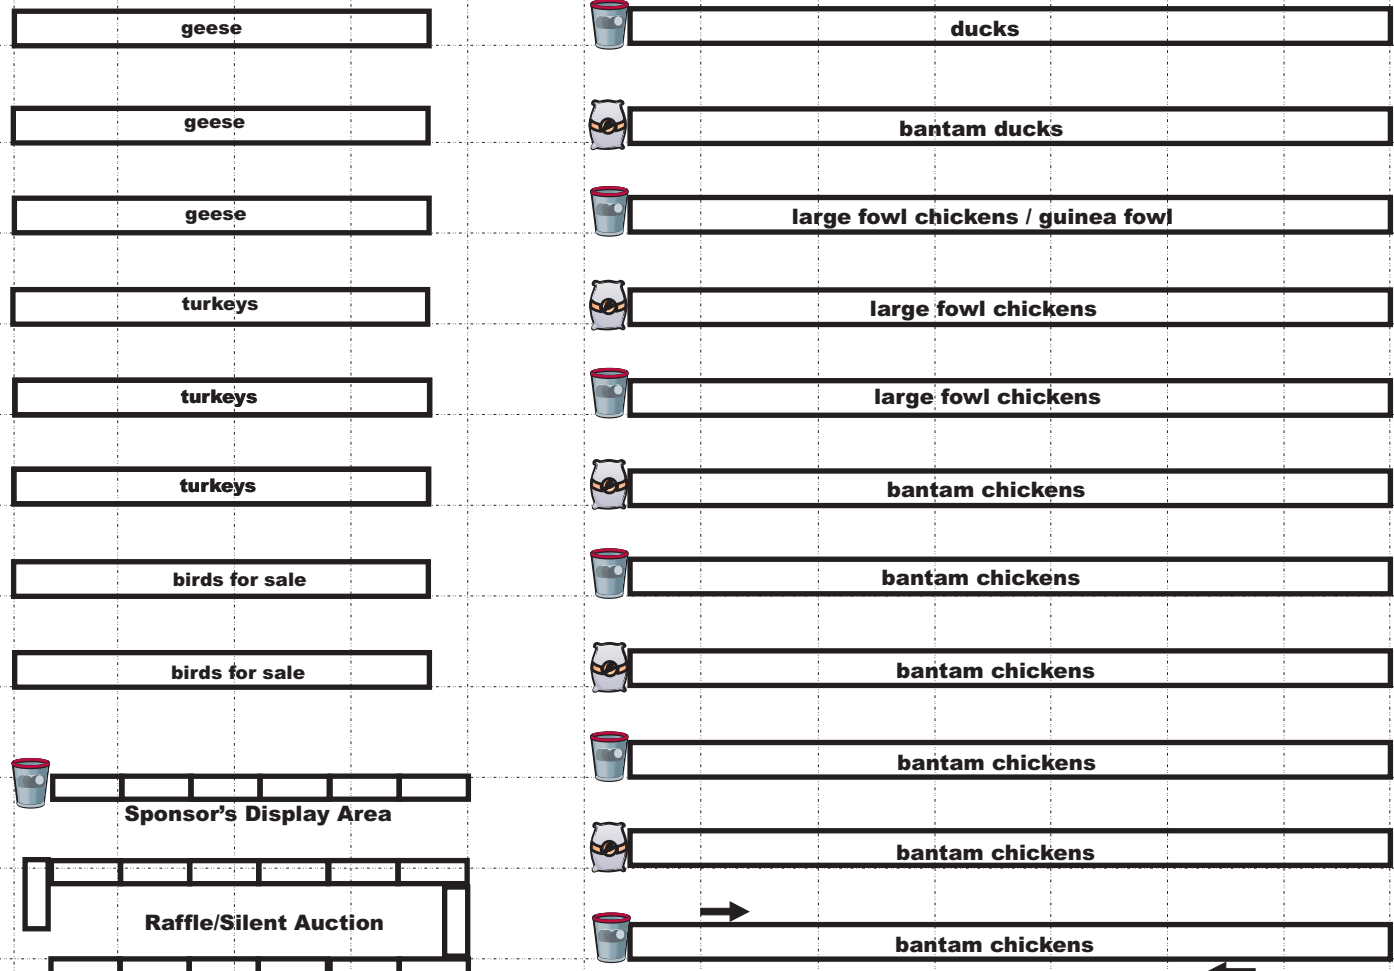 geese
geese
geese
turkeys
turkeys
turkeys
birds for sale
birds for sale
Sponsor’s Display Area
Raffle/Silent Auction
ducks
bantam ducks
large fowl chickens / guinea fowl
large fowl chickens
large fowl chickens
bantam chickens
bantam chickens
bantam chickens
bantam chickens
bantam chickens
bantam chickens